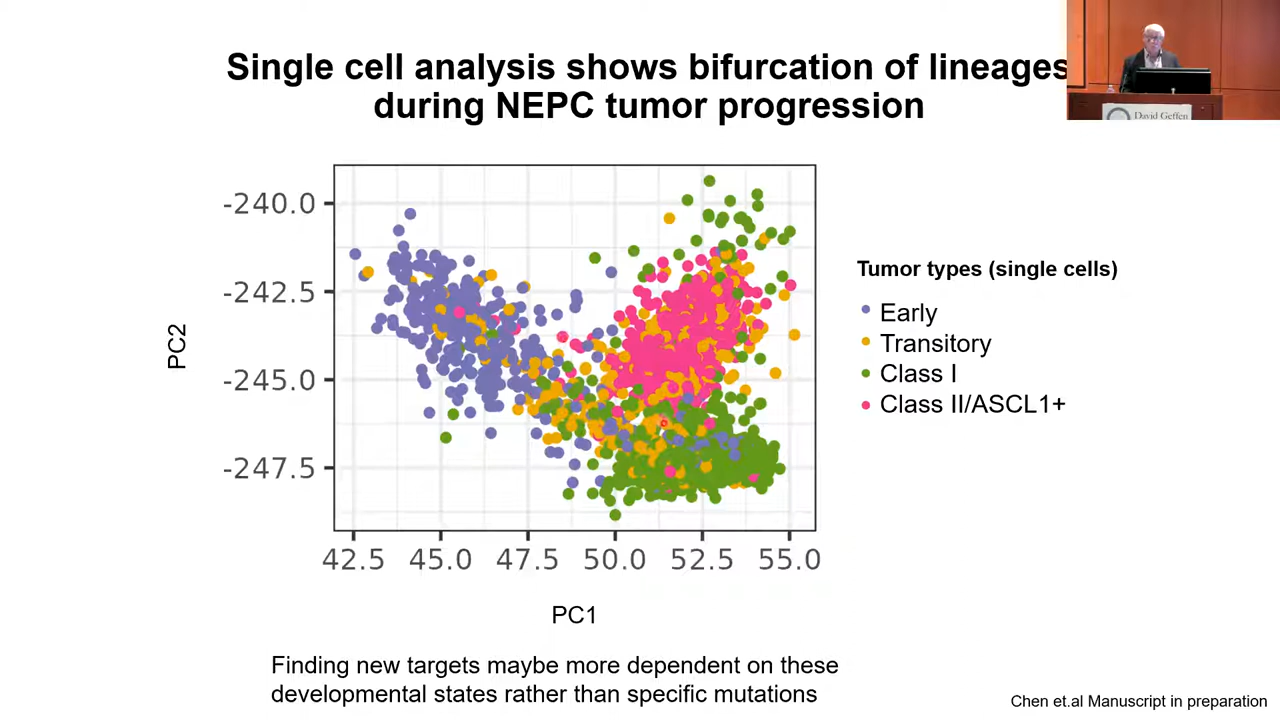 Single cell analysis shows bifurcation of lineages
during NEPC tumor progression
David Geffen
-240.0
-242.5
-245.0
-247.5
PC2
42.5 45.0 47.5 50.0 52.5 55.0
PC1
Tumor types (single cells)
Early
Transitory
Class I
Class II/ASCL1+
Finding new targets maybe more dependent on these
developmental states rather than specific mutations
Chen et.al Manuscript in preparation